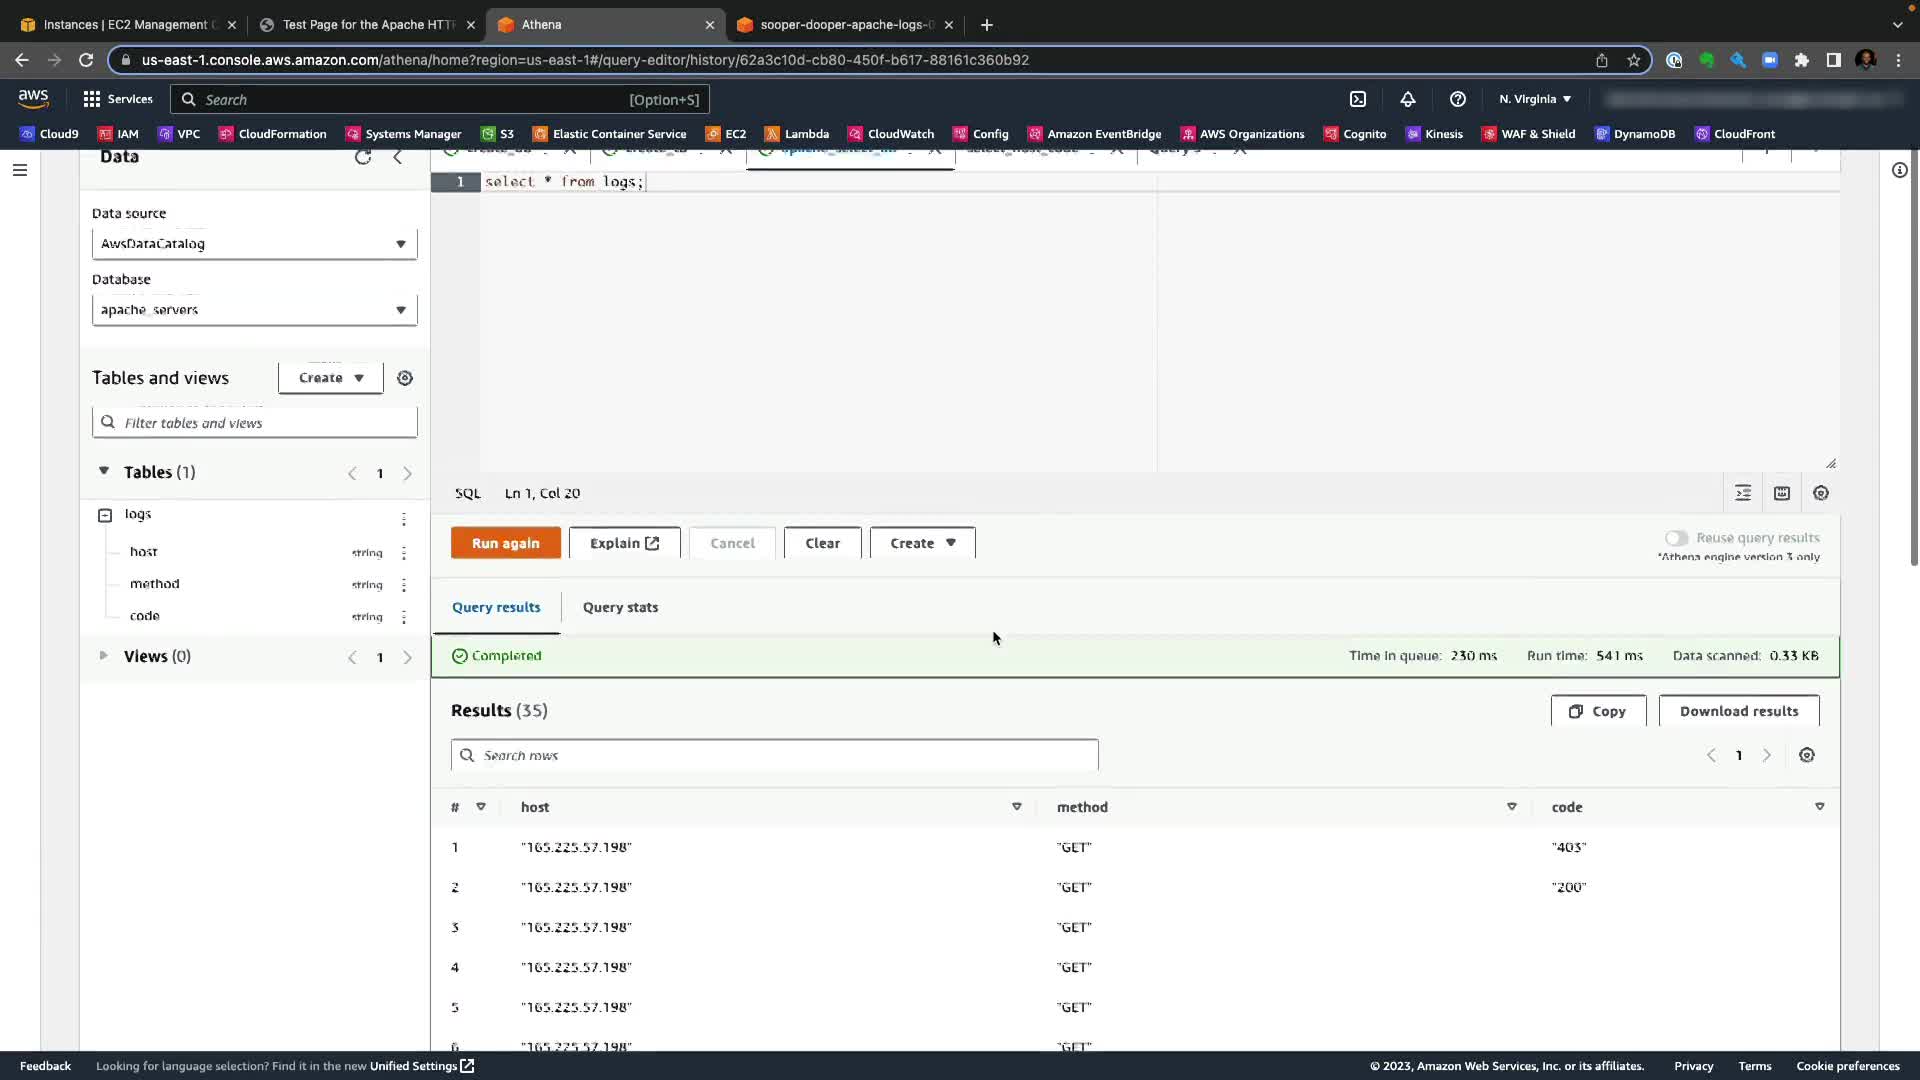 Instances | EC2 Management C
Test Page for the Apache HTT
Athena
sooper-dooper-apache-logs-0
us-east-1.console.aws.amazon.com/athena/home?region=us-east-1#/query-editor/history/62a3c10d-cb80-450f-b617-88161c360b92
aws
Services
Search
[Option+S]
N. Virginia
Cloud9
IAM
VPC
CloudFormation
Systems Manager
S3
Elastic Container Service
EC2
Lambda
CloudWatch
Config
Amazon EventBridge
AWS Organizations
Cognito
Kinesis
WAF & Shield
DynamoDB
CloudFront
Data
Data source
AwsDataCatalog
Database
apache_servers
Tables and views
Create
Filter tables and views
Tables (1)
1
logs
host string
method string
code string
Views (0)
1
1 select * from logs;
SQL Ln 1, Col 20
Run again
Explain
Cancel
Clear
Create
Reuse query results
*Athena engine version 3 only
Query results
Query stats
Completed
Time in queue: 230 ms
Run time: 541 ms
Data scanned: 0.33 KB
Results (35)
Copy
Download results
Search rows
1
# host method code
1 "165.225.57.198" "GET" "403"
2 "165.225.57.198" "GET" "200"
3 "165.225.57.198" "GET"
4 "165.225.57.198" "GET"
5 "165.225.57.198" "GET"
6 "165.225.57.198" "GET"
Feedback
Looking for language selection? Find it in the new Unified Settings
© 2023, Amazon Web Services, Inc. or its affiliates.
Privacy
Terms
Cookie preferences